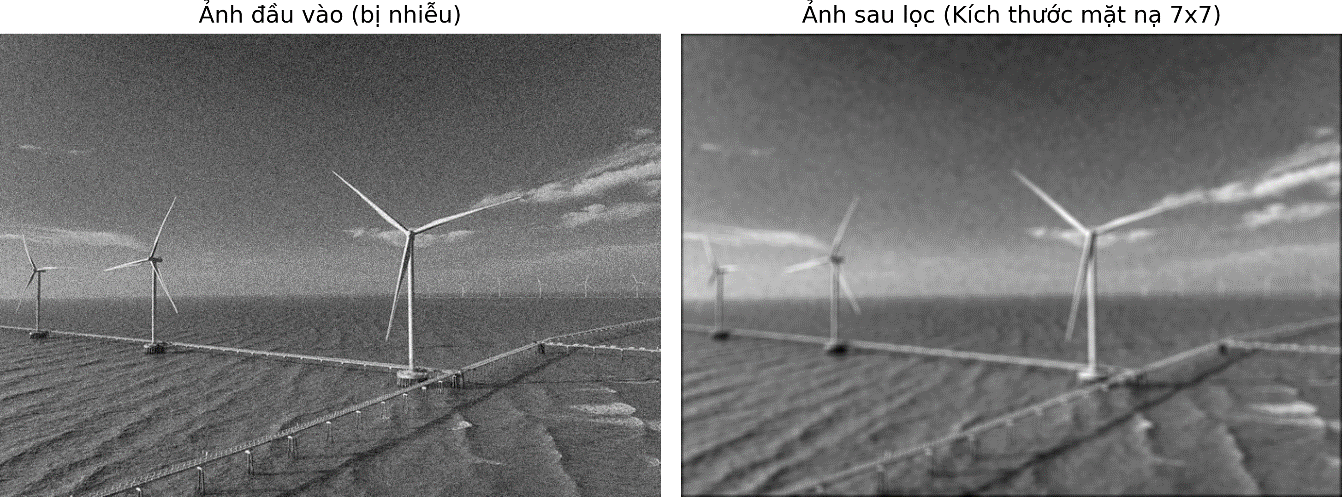 Ảnh đầu vào (bị nhiễu)
Ảnh sau lọc (Kích thước mặt nạ 7x7)